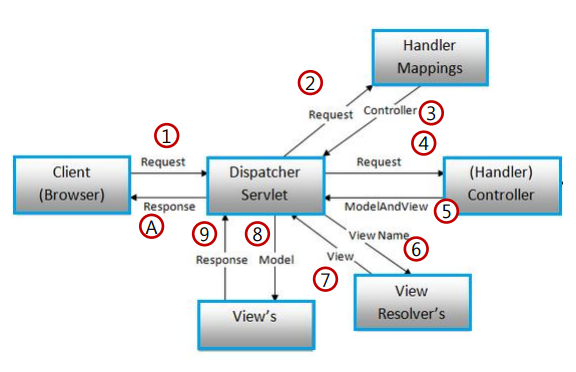 Handler
Mappings
②
Request
Controller ③
①
④
Client
(Browser)
Request
Dispatcher
Servlet
Request
(Handler)
Controller
Response
ModelAndView
Ⓐ
⑨
⑧
⑤
View Name
⑥
Response
Model
View
⑦
View's
View
Resolver's